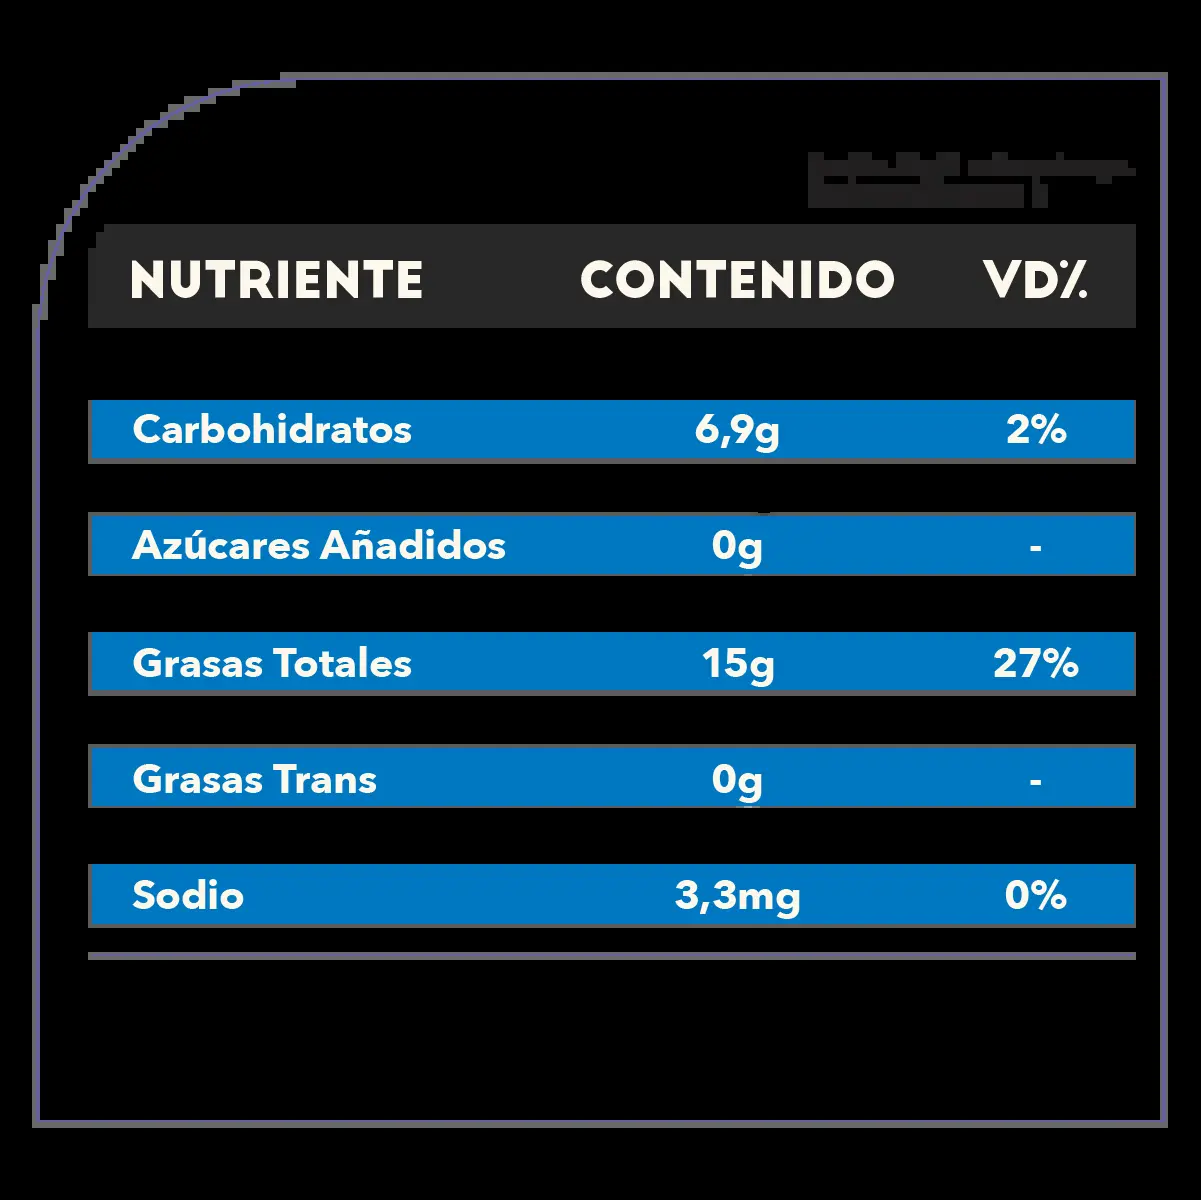 NUTRIENTE CONTENIDO VD%
Carbohidratos 6,9g 2%
Azúcares Añadidos 0g -
Grasas Totales 15g 27%
Grasas Trans 0g -
Sodio 3,3mg 0%